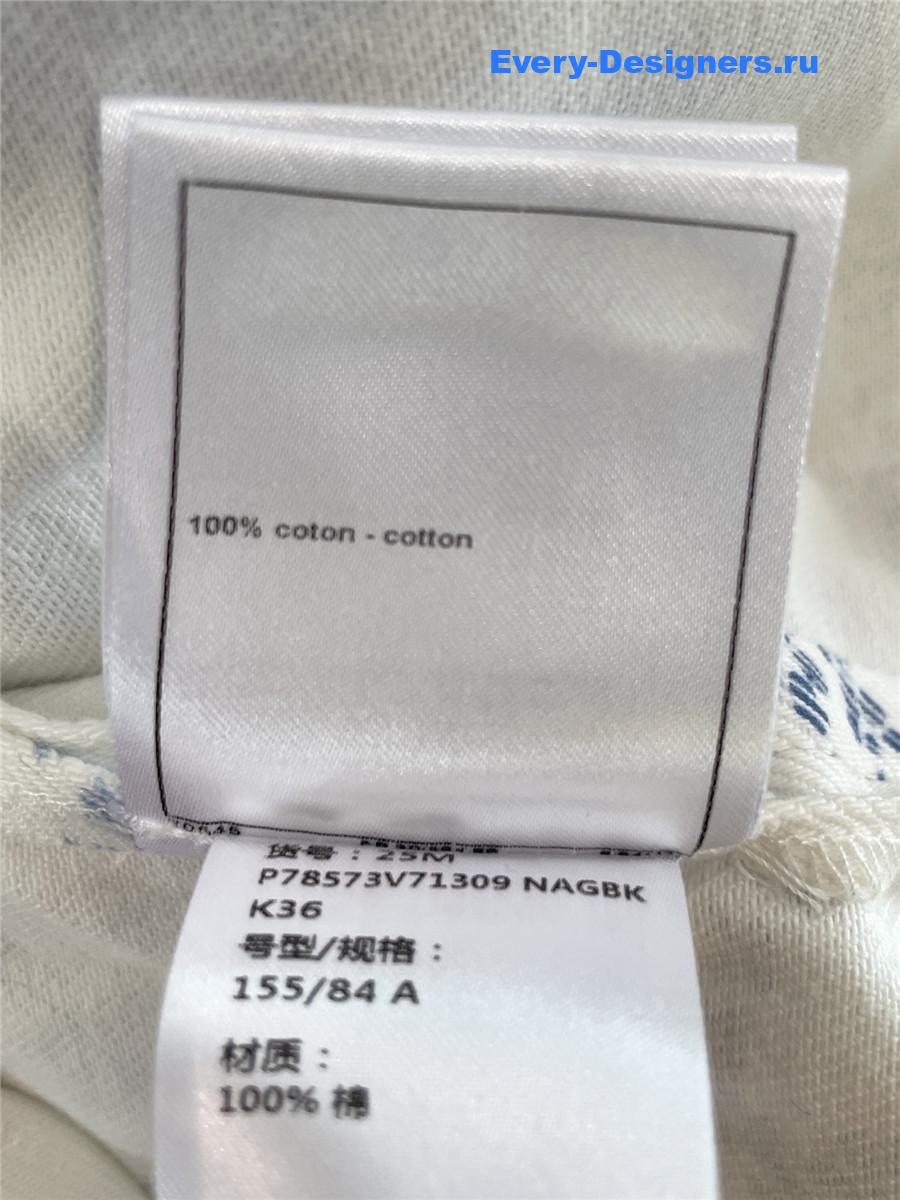 Every-Designers.ru
100% coton - cotton
货号：25M
P78573V71309 NAGBK
K36
号型/规格：
155/84 A
材质：
100% 棉